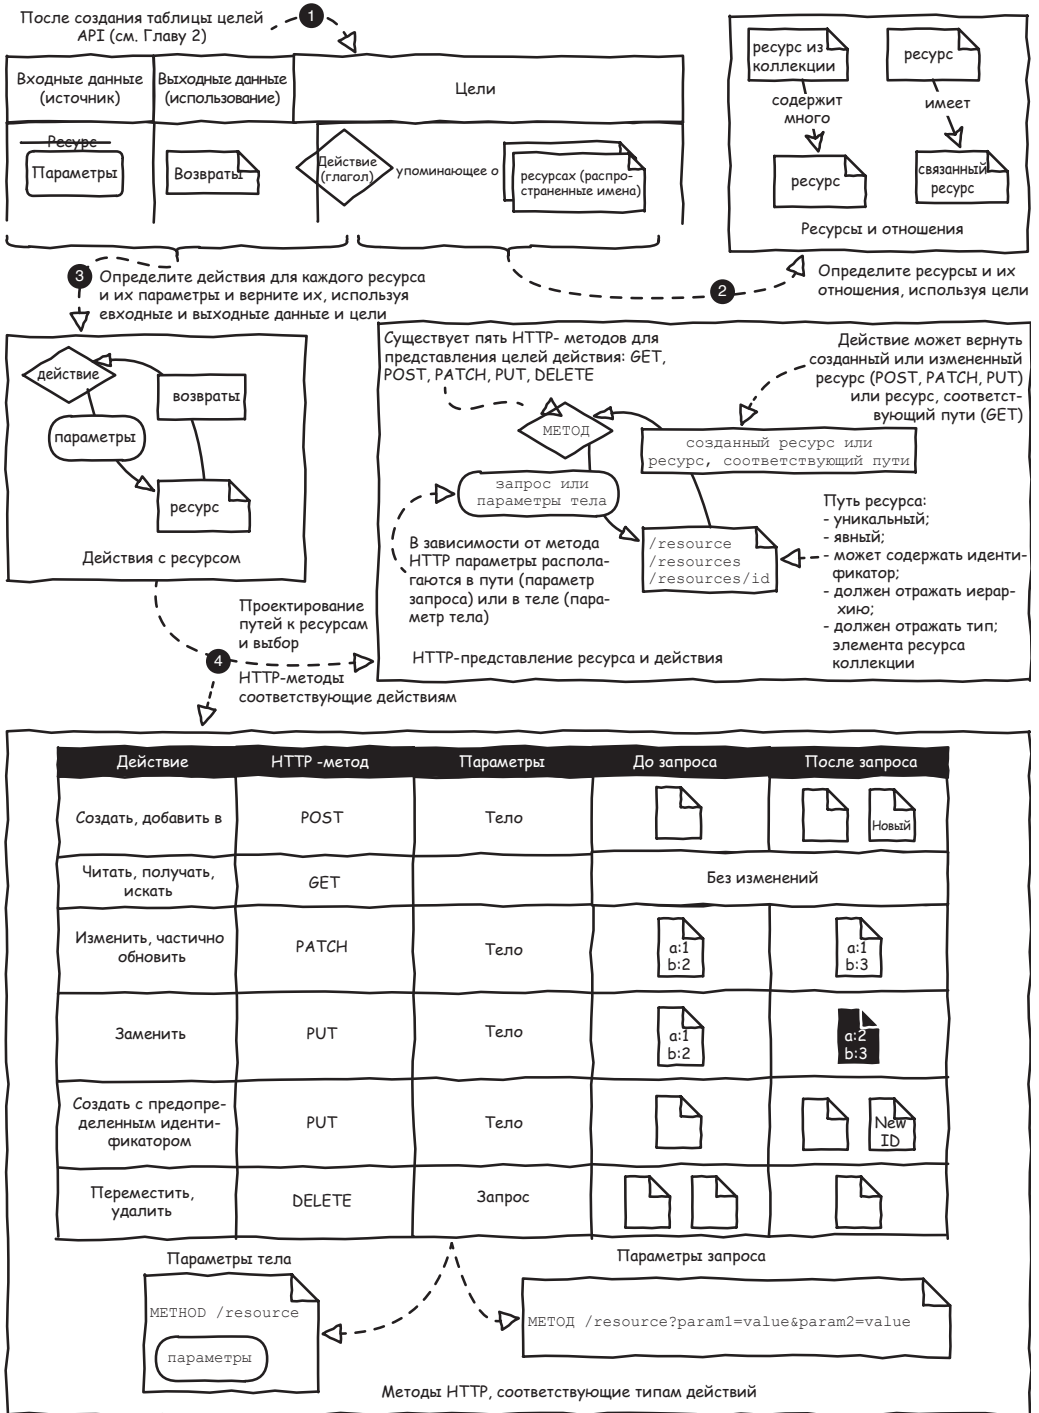 После создания таблицы целей
API (см. Главу 2)
1
Входные данные
(источник)
Выходные данные
(использование)
Цели
Ресурс
Параметры
Возвраты
Действие
(глагол)
упоминающее о
ресурсах (распро-
страненные имена)
ресурс из
коллекции
содержит
много
ресурс
ресурс
имеет
связанный
ресурс
Ресурсы и отношения
2
Определите ресурсы и их
отношения, используя цели
3
Определите действия для каждого ресурса
и их параметры и верните их, используя
евходные и выходные данные и цели
действие
возвраты
параметры
ресурс
Действия с ресурсом
Существует пять HTTP- методов для
представления целей действия: GET,
POST, PATCH, PUT, DELETE
Действие может вернуть
созданный или измененный
ресурс (POST, PATCH, PUT)
или ресурс, соответст-
вующий пути (GET)
МЕТОД
созданный ресурс или
ресурс, соответствующий пути
запрос или
параметры тела
/resource
/resources
/resources/id
В зависимости от метода
HTTP параметры распола-
гаются в пути (параметр
запроса) или в теле (пара-
метр тела)
Путь ресурса:
- уникальный;
- явный;
- может содержать иденти-
фикатор;
- должен отражать иерар-
хию;
- должен отражать тип;
элемента ресурса
коллекции
HTTP-представление ресурса и действия
Проектирование
путей к ресурсам
и выбор
4
HTTP-методы
соответствующие действиям
Действие
HTTP -метод
Параметры
До запроса
После запроса
Создать, добавить в
POST
Тело
Новый
Читать, получать,
искать
GET
Без изменений
Изменить, частично
обновить
PATCH
Тело
a:1
b:2
a:1
b:3
Заменить
PUT
Тело
a:1
b:2
a:2
b:3
Создать с предопре-
деленным иденти-
фикатором
PUT
Тело
New
ID
Переместить,
удалить
DELETE
Запрос
Параметры тела
METHOD /resource
параметры
Параметры запроса
МЕТОД /resource?param1=value&param2=value
Методы HTTP, соответствующие типам действий